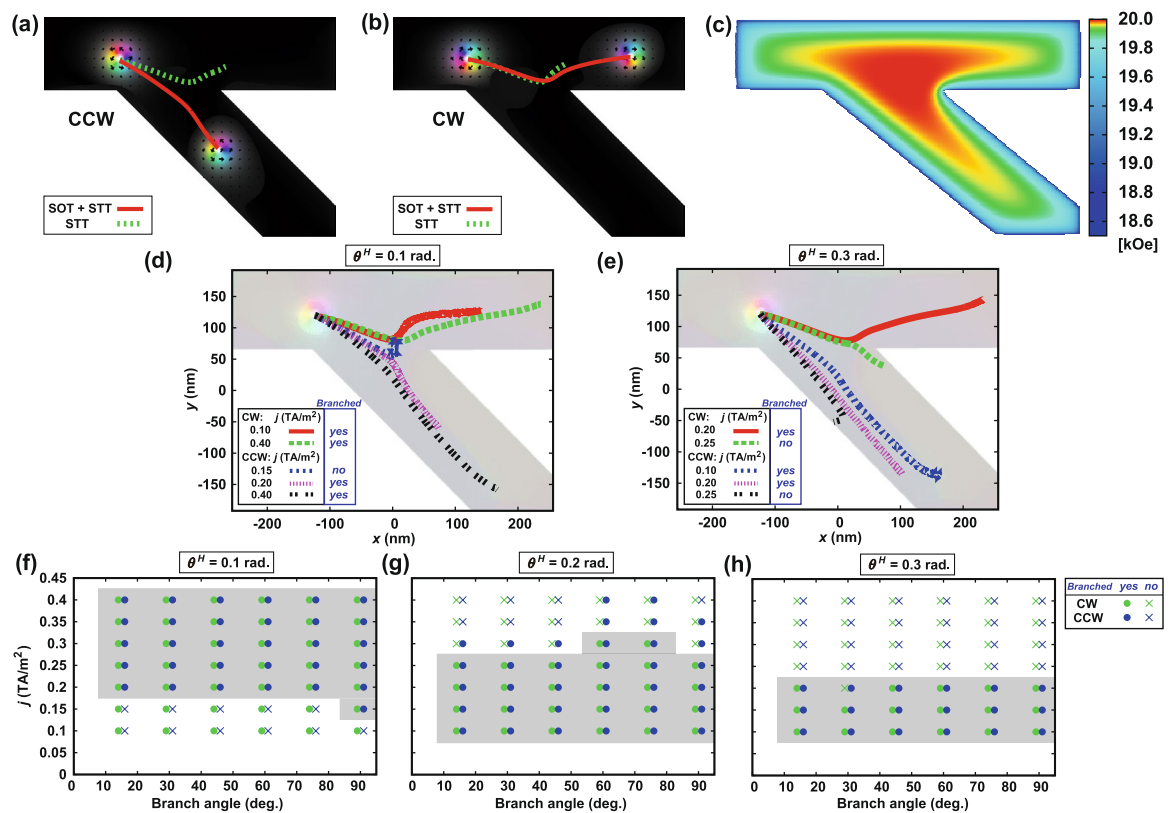 (a)
CCW
SOT + STT
STT
(b)
CW
SOT + STT
STT
(c)
20.0
19.8
19.6
19.4
19.2
19.0
18.8
18.6
[kOe]
(d)
θ^H = 0.1 rad.
150
100
50
0
-50
-100
-150
y (nm)
Branched
CW: j (TA/m²)
0.10 yes
0.40 yes
CCW: j (TA/m²)
0.15 no
0.20 yes
0.40 yes
-200 -100 0 100 200
x (nm)
(e)
θ^H = 0.3 rad.
150
100
50
0
-50
-100
-150
y (nm)
Branched
CW: j (TA/m²)
0.20 yes
0.25 no
CCW: j (TA/m²)
0.10 yes
0.20 yes
0.25 no
-200 -100 0 100 200
x (nm)
(f)
θ^H = 0.1 rad.
0.45
0.4
0.35
0.3
0.25
0.2
0.15
0.1
0.05
0
j (TA/m²)
0 10 20 30 40 50 60 70 80 90
Branch angle (deg.)
(g)
θ^H = 0.2 rad.
0 10 20 30 40 50 60 70 80 90
Branch angle (deg.)
(h)
θ^H = 0.3 rad.
0 10 20 30 40 50 60 70 80 90
Branch angle (deg.)
Branched yes no
CW
CCW